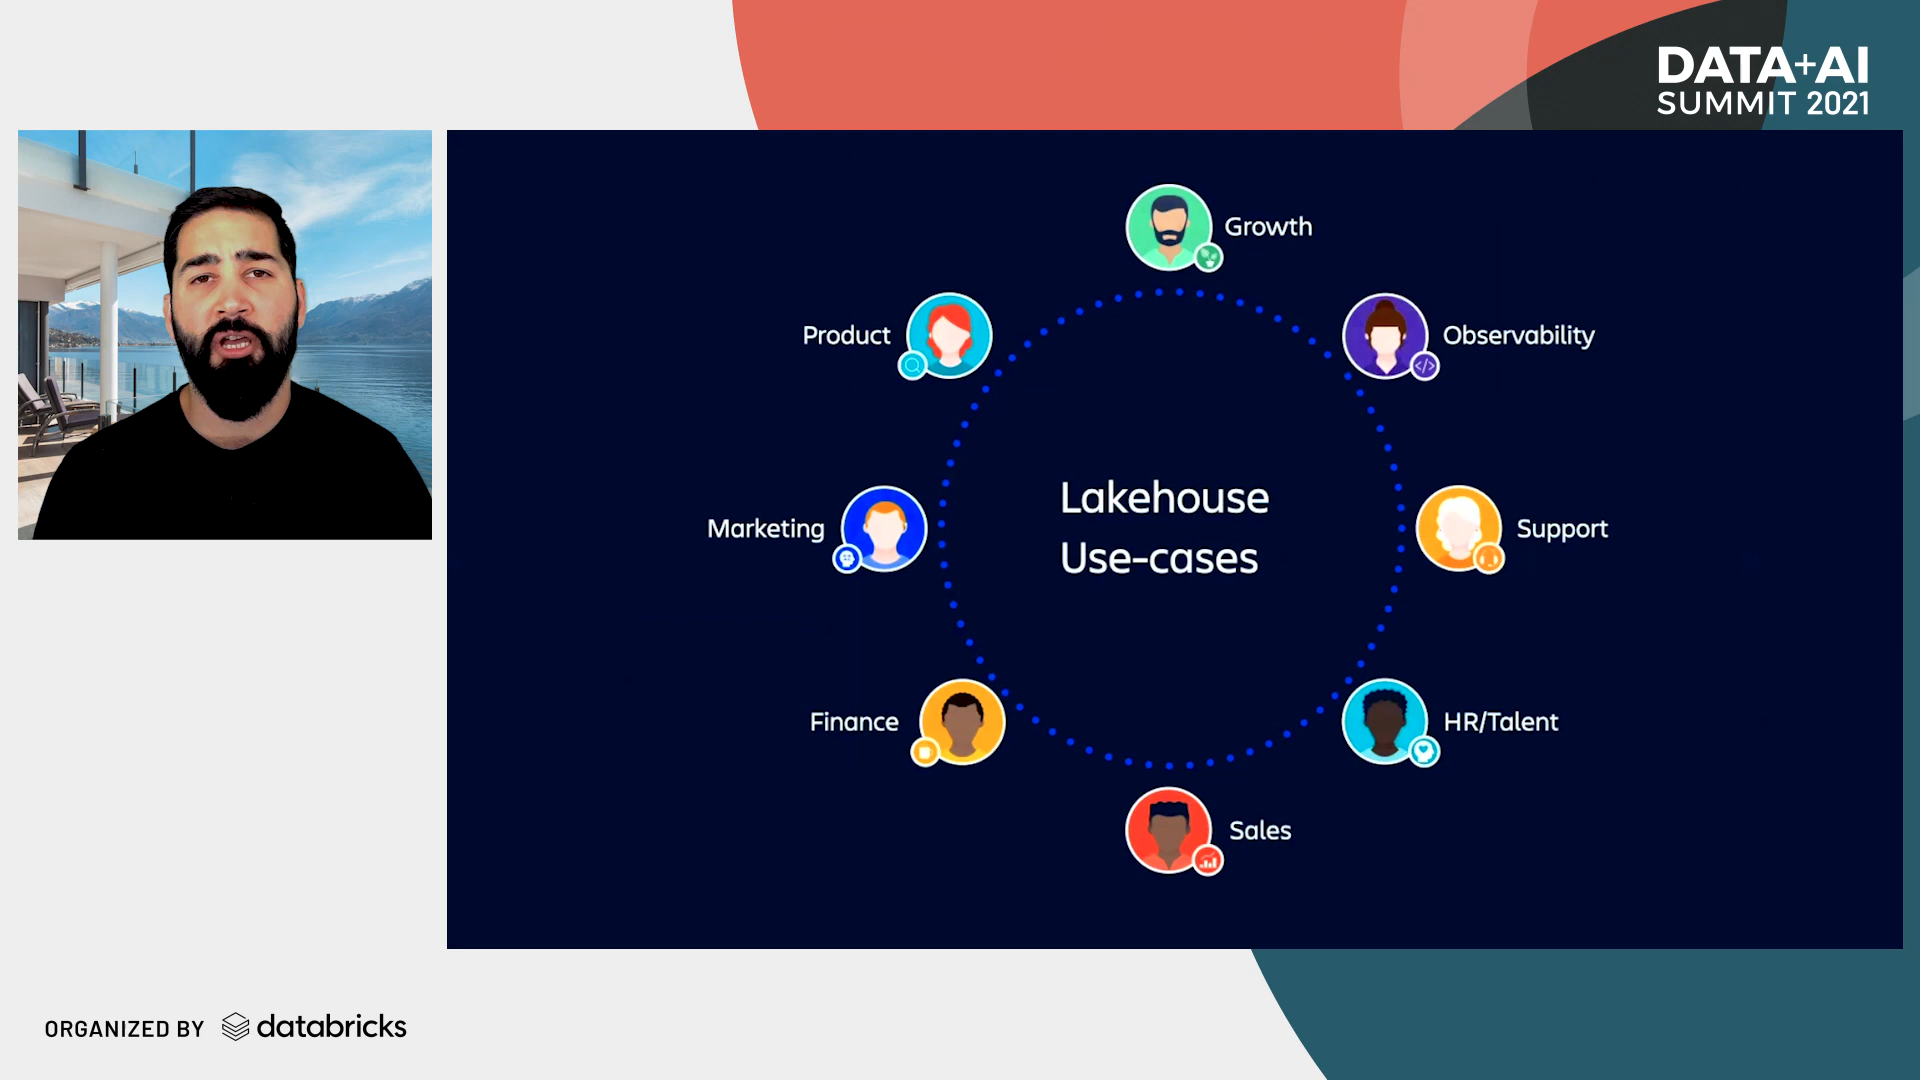 DATA+AI
SUMMIT 2021
Growth
Product
Observability
Marketing
Lakehouse
Use-cases
Support
Finance
HR/Talent
Sales
ORGANIZED BY databricks